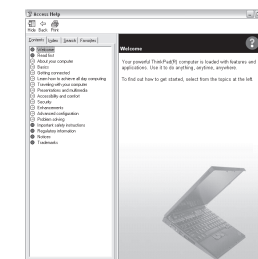 Access Help
Hide Back Print
Contents Index Search Favorites
Welcome
Read first
About your computer
Basics
Getting connected
Learn how to achieve all day computing
Traveling with your computer
Presentations and multimedia
Accessibility and comfort
Security
Enhancements
Advanced configuration
Problem solving
Important safety instructions
Regulatory information
Notices
Trademarks
Welcome
?
Your powerful ThinkPad(R) computer is loaded with features and
applications. Use it to do anything, anytime, anywhere.
To find out how to get started, select from the topics at the left.